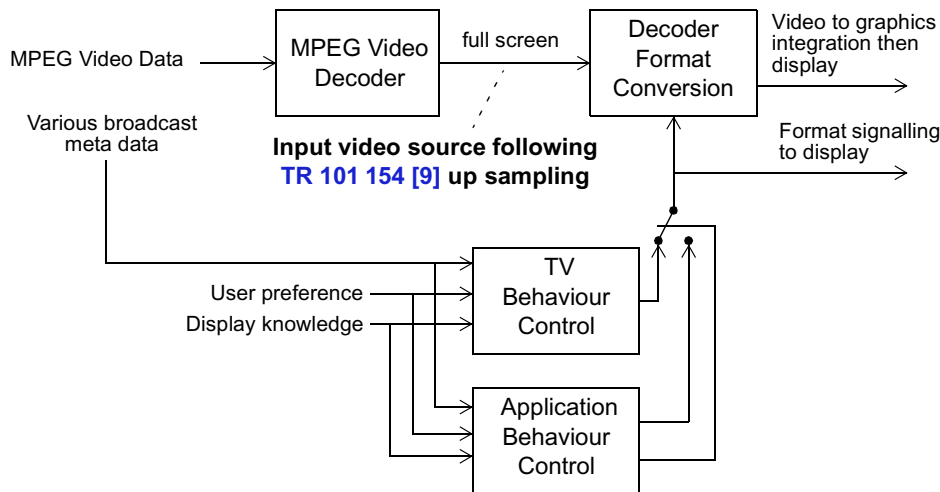 MPEG Video Data
MPEG Video
Decoder
full screen
Decoder
Format
Conversion
Video to graphics
integration then
display
Various broadcast
meta data
Input video source following
TR 101 154 [9] up sampling
Format signalling
to display
User preference
Display knowledge
TV
Behaviour
Control
Application
Behaviour
Control